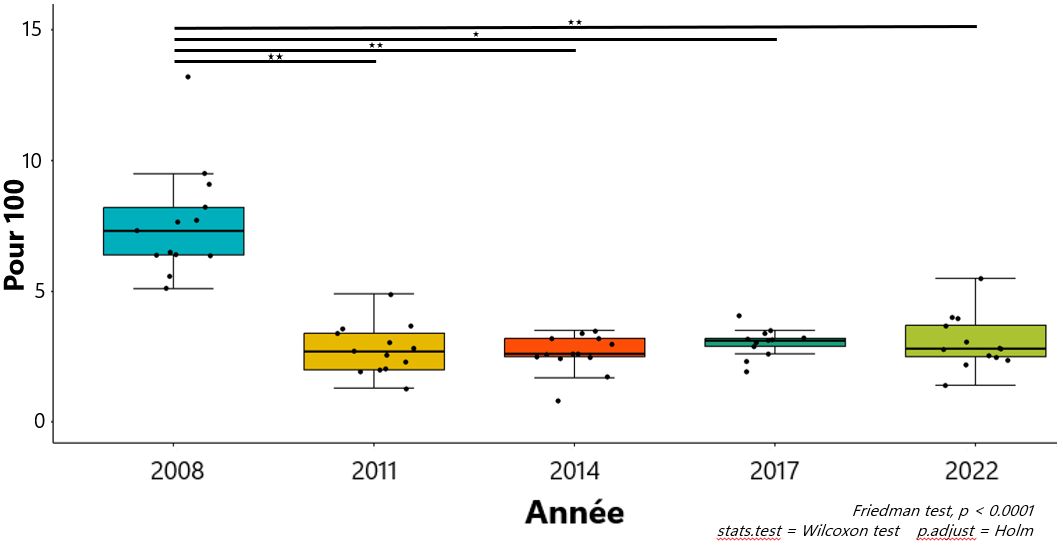 15
★★
★
★★
★★
10
Pour 100
5
0
2008 2011 2014 2017 2022
Année
Friedman test, p < 0.0001
stats.test = Wilcoxon test p.adjust = Holm